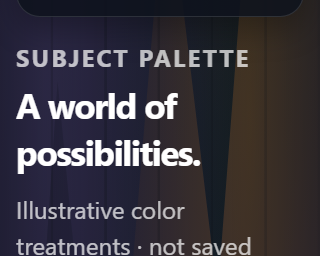 SUBJECT PALETTE
A world of
possibilities.
Illustrative color
treatments · not saved